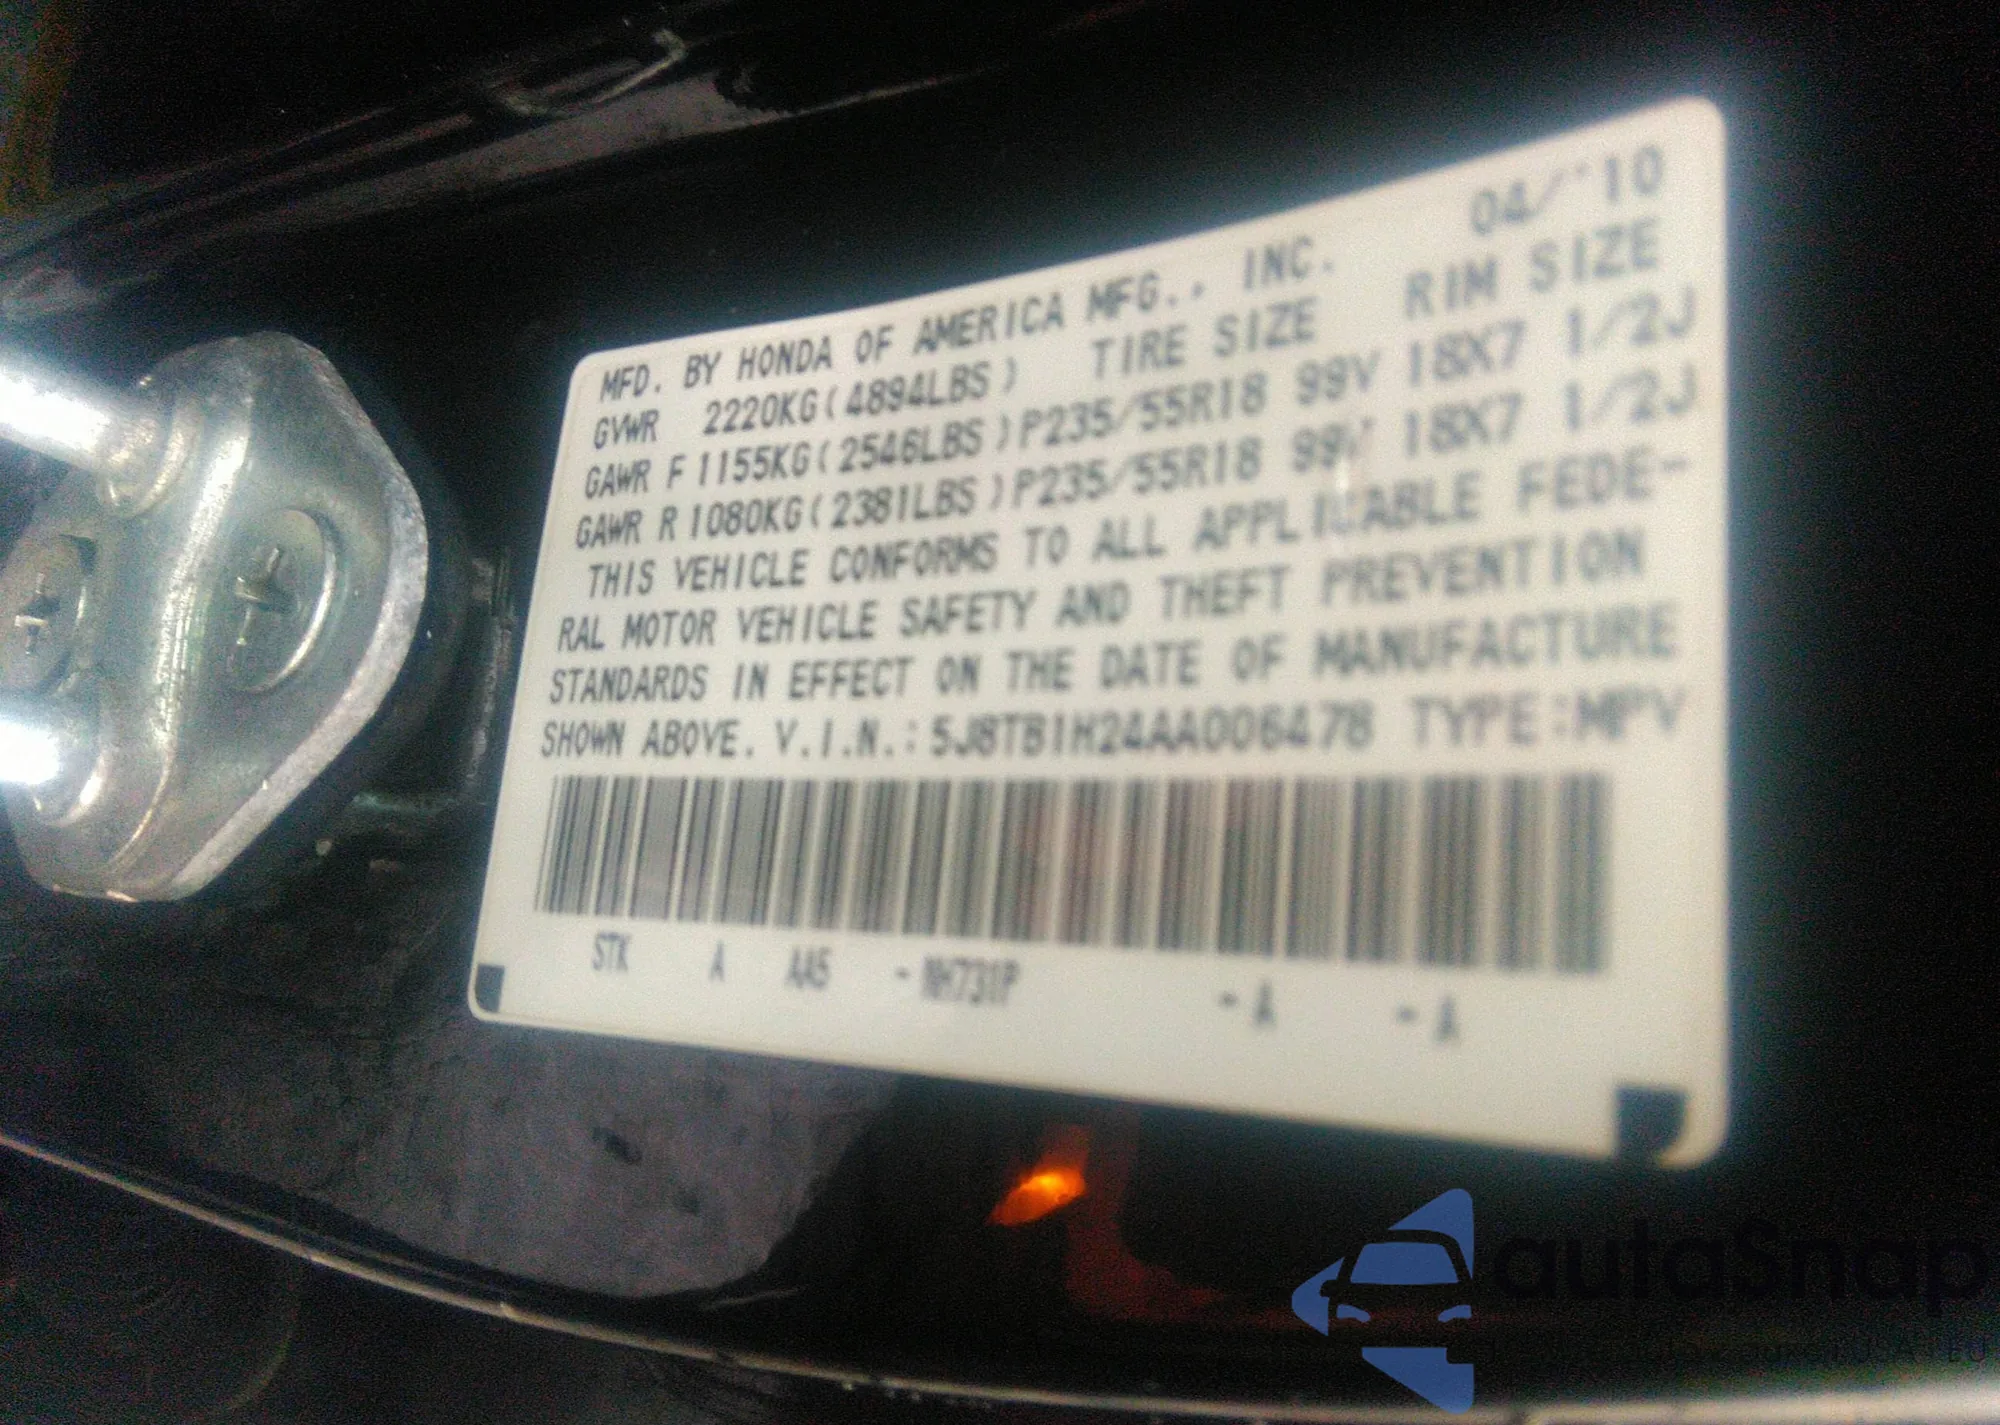 04/'10
MFD. BY HONDA OF AMERICA MFG., INC.
GVWR 2220KG(4894LBS) TIRE SIZE RIM SIZE
GAWR F 1155KG(2546LBS)P235/55R18 99V 18X7 1/2J
GAWR R 1080KG(2381LBS)P235/55R18 99V 18X7 1/2J
THIS VEHICLE CONFORMS TO ALL APPLICABLE FEDE-
RAL MOTOR VEHICLE SAFETY AND THEFT PREVENTION
STANDARDS IN EFFECT ON THE DATE OF MANUFACTURE
SHOWN ABOVE. V.I.N.: 5J8TB1H24AA006478 TYPE:MPV
STK A AA5 -NH731P -A -A
autaSnap